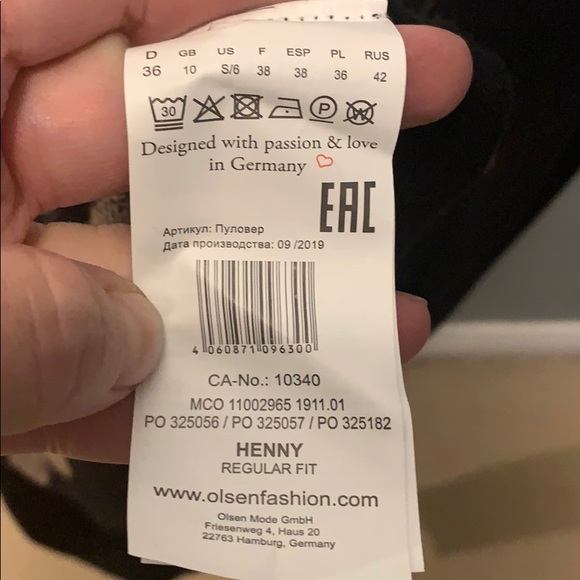 D GB US F ESP PL RUS
36 10 S/6 38 38 36 42
30 P W
Designed with passion & love
in Germany
EAC
Артикул: Пуловер
Дата производства: 09 /2019
4 060871 096300
CA-No.: 10340
MCO 11002965 1911.01
PO 325056 / PO 325057 / PO 325182
HENNY
REGULAR FIT
www.olsenfashion.com
Olsen Mode GmbH
Friesenweg 4, Haus 20
22763 Hamburg, Germany